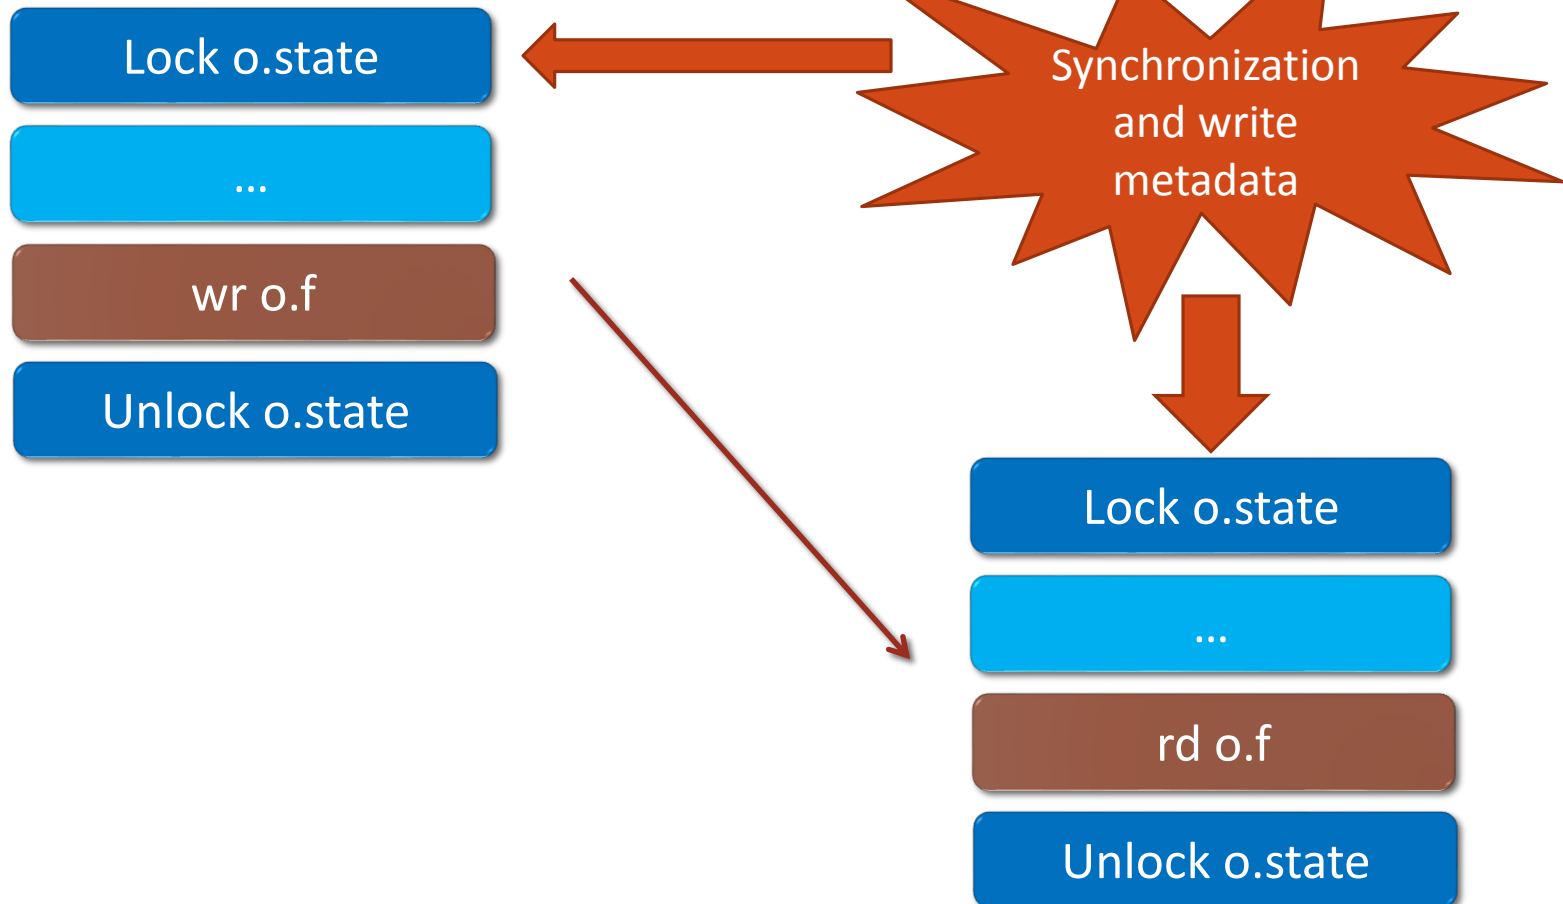 Lock o.state
...
wr o.f
Unlock o.state
Synchronization
and write
metadata
Lock o.state
...
rd o.f
Unlock o.state